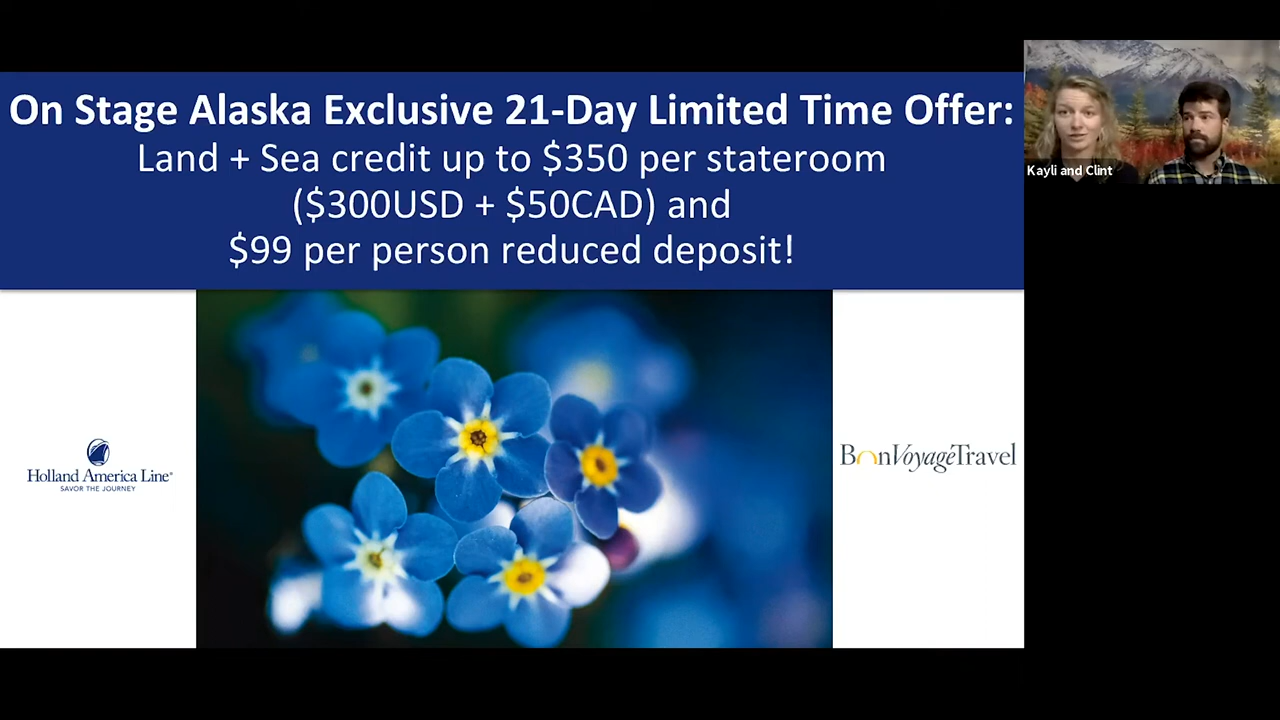 On Stage Alaska Exclusive 21-Day Limited Time Offer:
Land + Sea credit up to $350 per stateroom
($300USD + $50CAD) and
$99 per person reduced deposit!
Kayli and Clint
Holland America Line®
SAVOR THE JOURNEY
BonVoyagéTravel